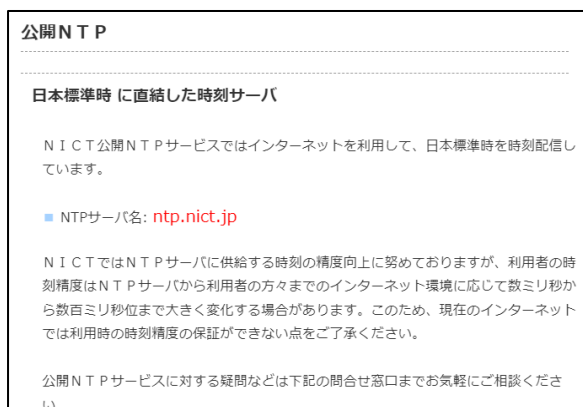 公開ＮＴＰ
日本標準時 に直結した時刻サーバ
ＮＩＣＴ公開ＮＴＰサービスではインターネットを利用して、日本標準時を時刻配信し
ています。
NTPサーバ名: ntp.nict.jp
ＮＩＣＴではＮＴＰサーバに供給する時刻の精度向上に努めておりますが、利用者の時
刻精度はＮＴＰサーバから利用者の方々までのインターネット環境に応じて数ミリ秒か
ら数百ミリ秒位まで大きく変化する場合があります。このため、現在のインターネット
では利用時の時刻精度の保証ができない点をご了承ください。
公開ＮＴＰサービスに対する疑問などは下記の問合せ窓口までお気軽にご相談くださ
い